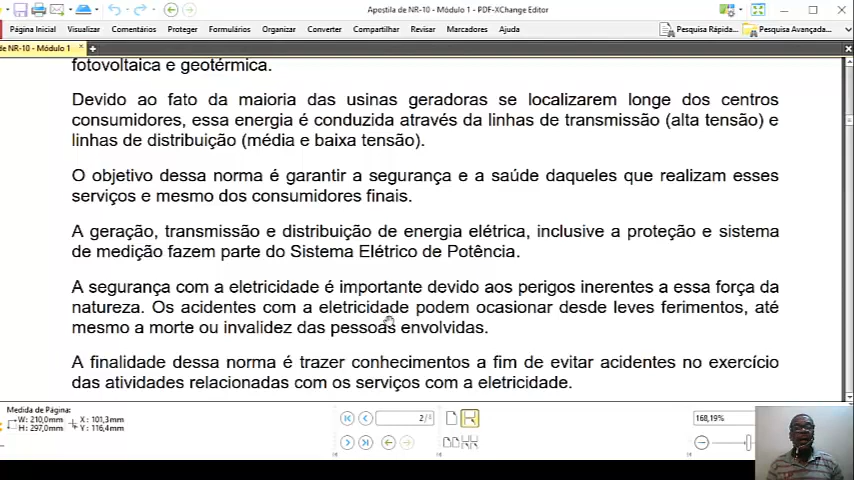 Apostila de NR-10 - Módulo 1 - PDF-XChange Editor
Página Inicial Visualizar Comentários Proteger Formulários Organizar Converter Compartilhar Revisar Marcadores Ajuda Pesquisa Rápida... Pesquisa Avançada...
de NR-10 - Módulo 1
fotovoltaica e geotérmica.
Devido ao fato da maioria das usinas geradoras se localizarem longe dos centros
consumidores, essa energia é conduzida através da linhas de transmissão (alta tensão) e
linhas de distribuição (média e baixa tensão).
O objetivo dessa norma é garantir a segurança e a saúde daqueles que realizam esses
serviços e mesmo dos consumidores finais.
A geração, transmissão e distribuição de energia elétrica, inclusive a proteção e sistema
de medição fazem parte do Sistema Elétrico de Potência.
A segurança com a eletricidade é importante devido aos perigos inerentes a essa força da
natureza. Os acidentes com a eletricidade podem ocasionar desde leves ferimentos, até
mesmo a morte ou invalidez das pessoas envolvidas.
A finalidade dessa norma é trazer conhecimentos a fim de evitar acidentes no exercício
das atividades relacionadas com os serviços com a eletricidade.
Medida de Página:
W: 210,0mm X: 101,3mm
H: 297,0mm Y: 116,4mm
2/
168,19%